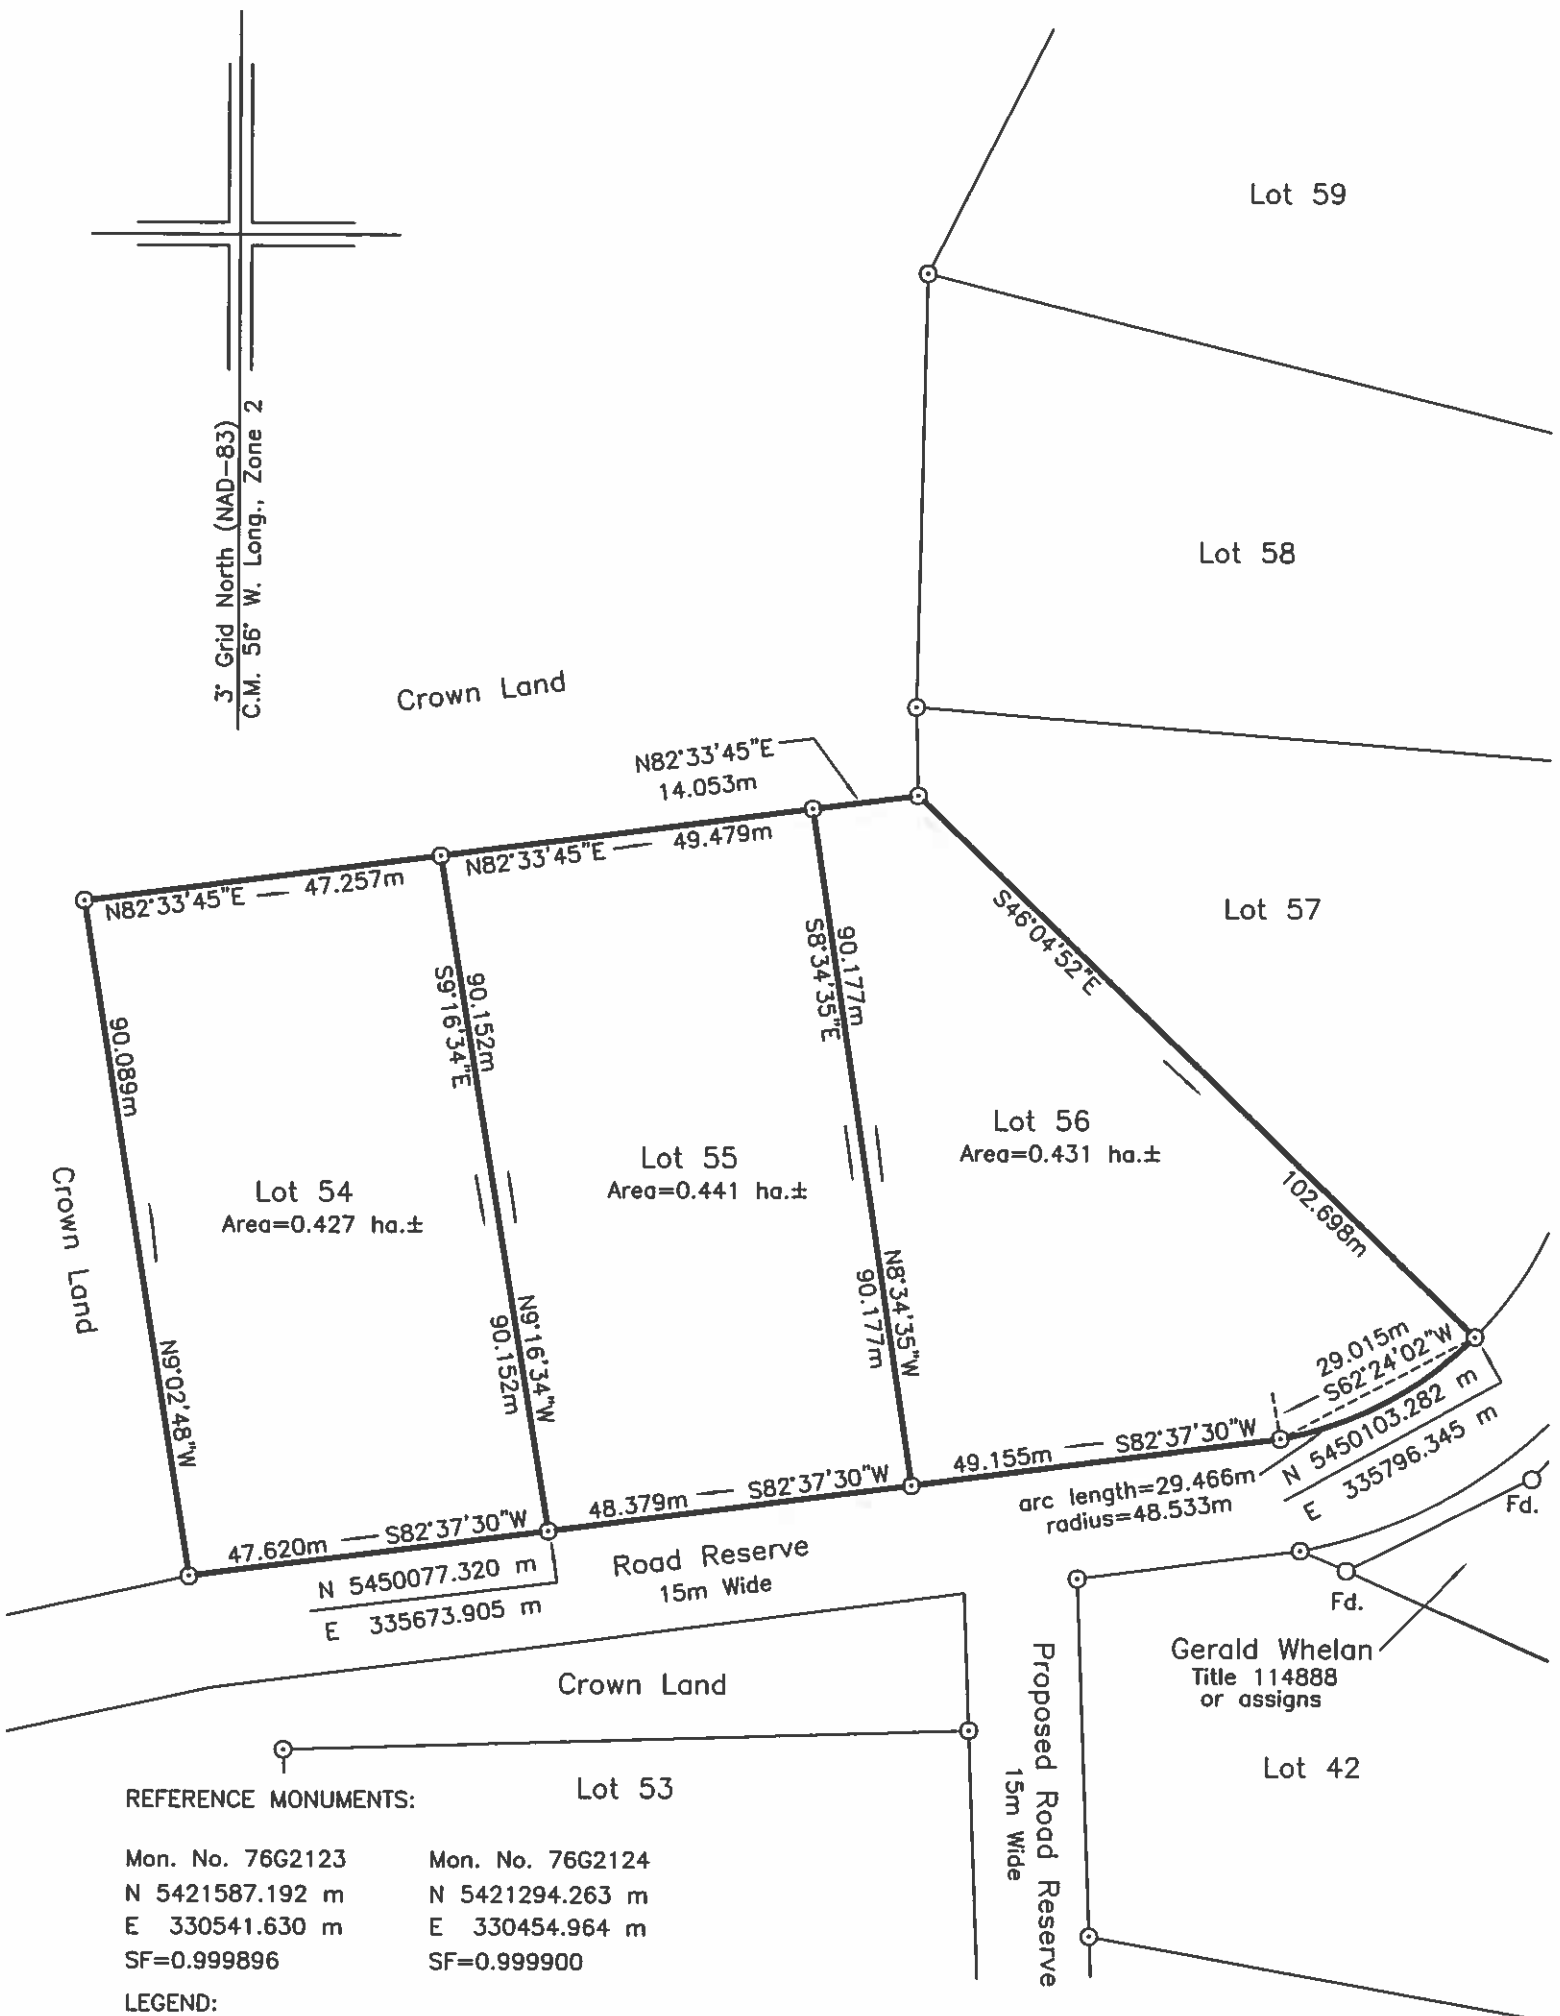 Lot 59
3° Grid North (NAD-83)
C.M. 56° W. Long., Zone 2
Lot 58
Crown Land
N82°33'45"E
14.053m
N82°33'45"E — 49.479m
N82°33'45"E — 47.257m
Lot 57
S46°04'52"E
102.698m
90.177m
S8°34'35"E
90.152m
S9°16'34"E
90.089m
N9°02'48"W
Crown Land
Lot 54
Area=0.427 ha.±
Lot 55
Area=0.441 ha.±
Lot 56
Area=0.431 ha.±
N9°16'34"W
90.152m
N8°34'35"W
90.177m
29.015m
S62°24'02"W
N 5450103.282 m
E 335796.345 m
49.155m — S82°37'30"W
arc length=29.466m
radius=48.533m
48.379m — S82°37'30"W
47.620m — S82°37'30"W
N 5450077.320 m
E 335673.905 m
Road Reserve
15m Wide
Fd.
Fd.
Gerald Whelan
Title 114888
or assigns
Crown Land
Proposed Road Reserve
15m Wide
Lot 42
Lot 53
REFERENCE MONUMENTS:
Mon. No. 76G2123
N 5421587.192 m
E 330541.630 m
SF=0.999896
Mon. No. 76G2124
N 5421294.263 m
E 330454.964 m
SF=0.999900
LEGEND: